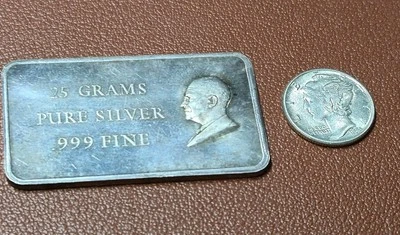 25 GRAMS
PURE SILVER
.999 FINE